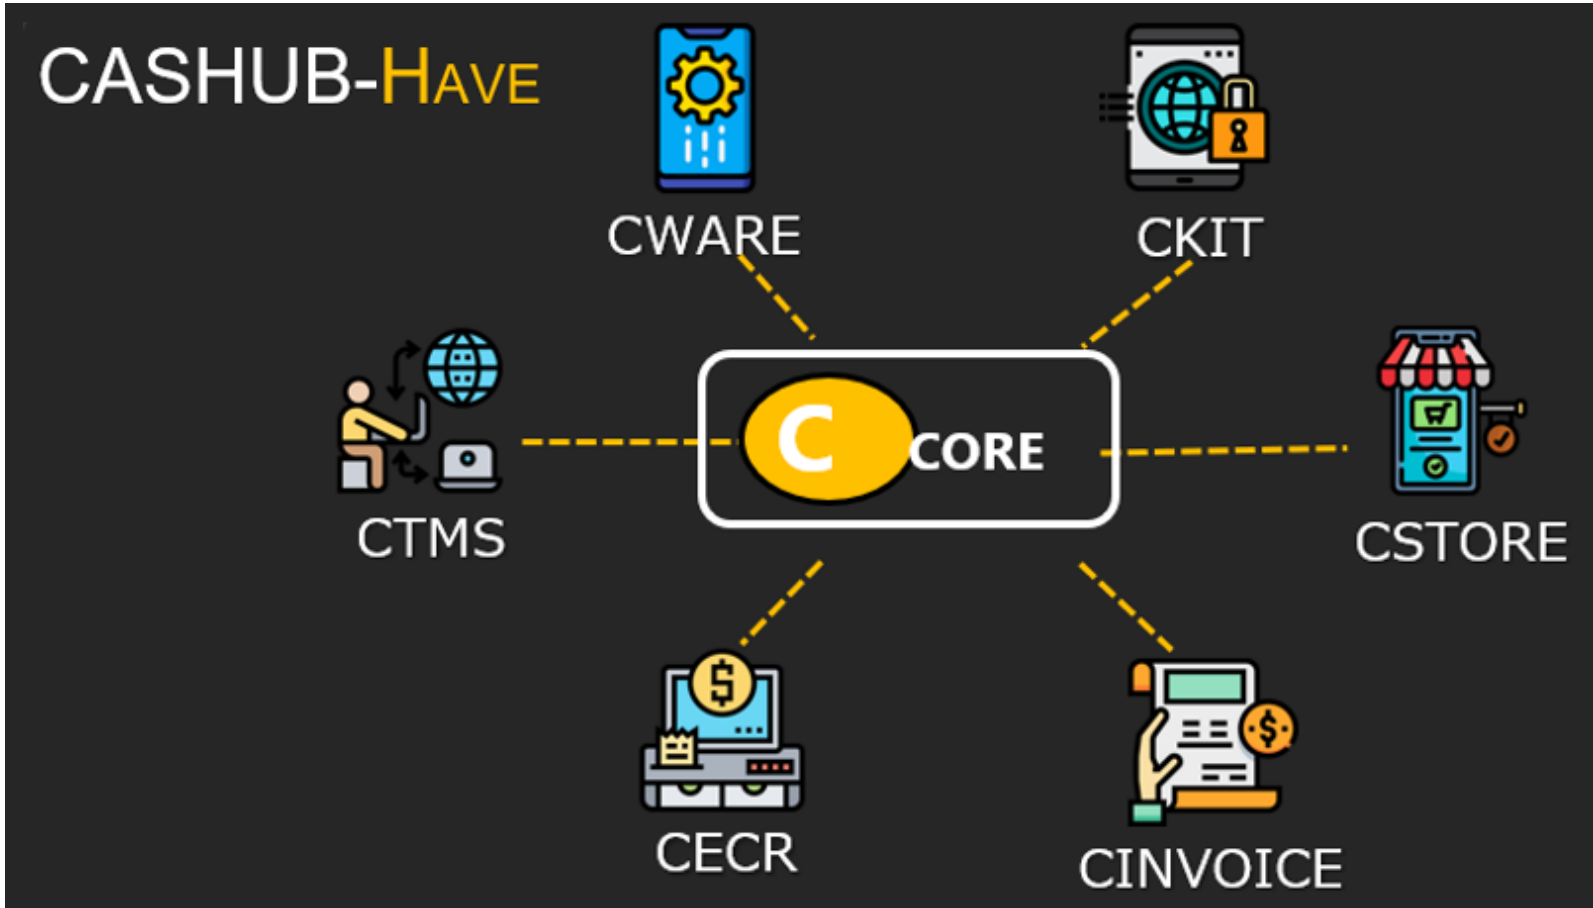 CASHUB-HAVE
CWARE
CKIT
C CORE
CTMS
CSTORE
CECR
CINVOICE